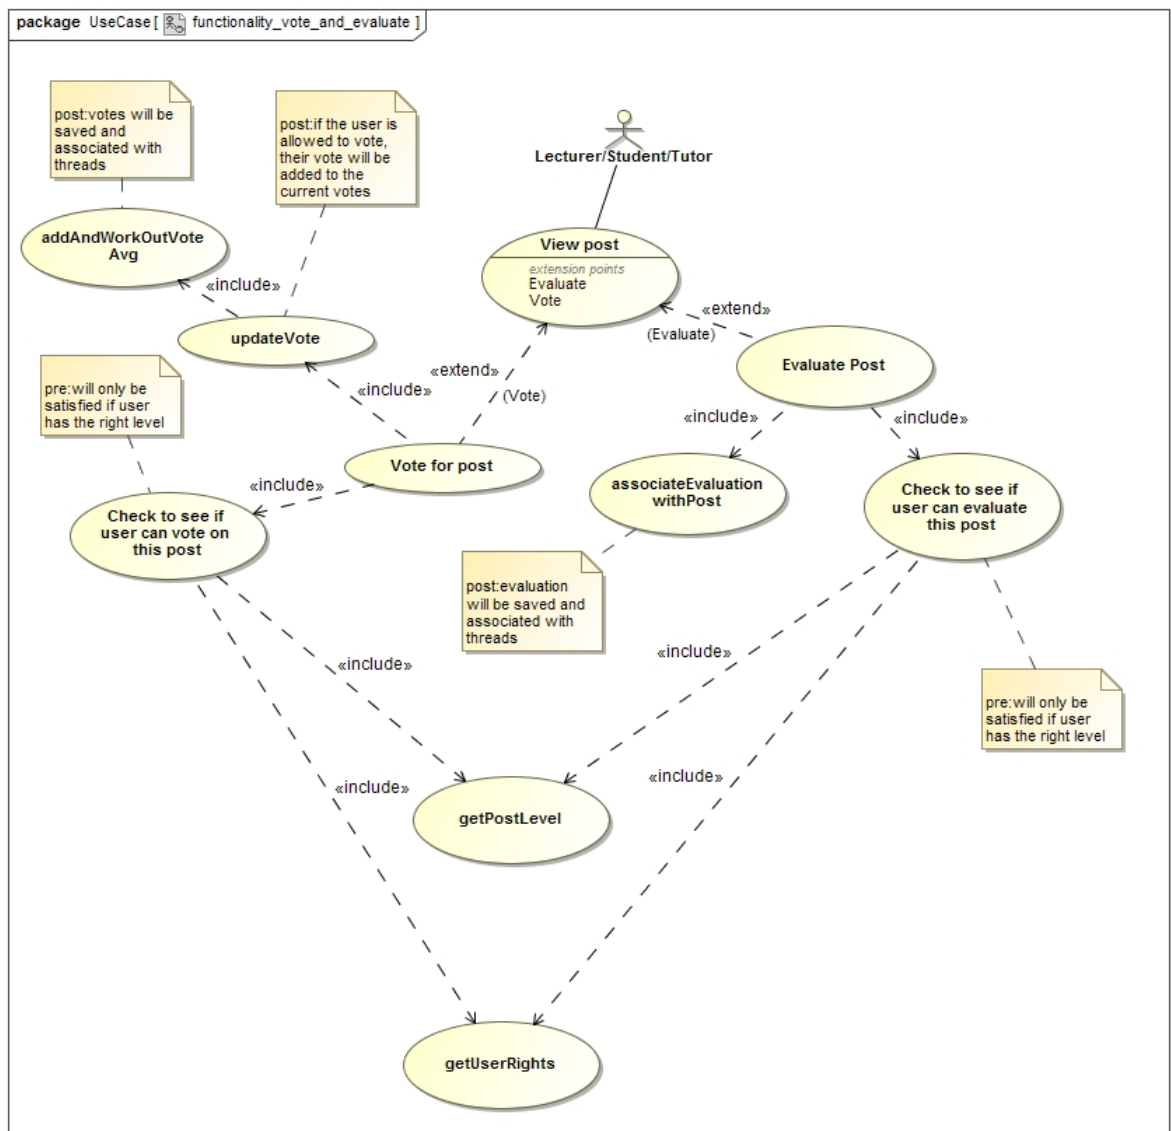 package UseCase [ functionality_vote_and_evaluate ]
post:votes will be
saved and
associated with
threads
post:if the user is
allowed to vote,
their vote will be
added to the
current votes
Lecturer/Student/Tutor
addAndWorkOutVote
Avg
View post
extension points
Evaluate
Vote
«include»
«extend»
(Evaluate)
updateVote
pre:will only be
satisfied if user
has the right level
«extend»
(Vote)
«include»
Evaluate Post
«include»
«include»
Vote for post
«include»
associateEvaluation
withPost
Check to see if
user can evaluate
this post
Check to see if
user can vote on
this post
post:evaluation
will be saved and
associated with
threads
«include»
«include»
pre:will only be
satisfied if user
has the right level
«include»
«include»
getPostLevel
getUserRights